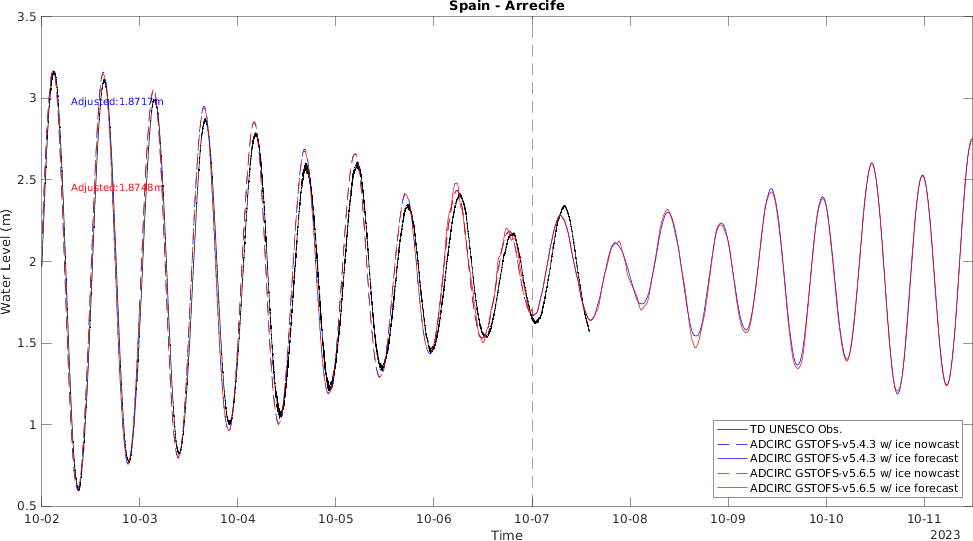 Spain - Arrecife
3.5
3
2.5
2
1.5
1
0.5
Water Level (m)
Adjusted:1.8717m
Adjusted:1.8748m
TD UNESCO Obs.
ADCIRC GSTOFS-v5.4.3 w/ ice nowcast
ADCIRC GSTOFS-v5.4.3 w/ ice forecast
ADCIRC GSTOFS-v5.6.5 w/ ice nowcast
ADCIRC GSTOFS-v5.6.5 w/ ice forecast
10-02 10-03 10-04 10-05 10-06 10-07 10-08 10-09 10-10 10-11
Time
2023